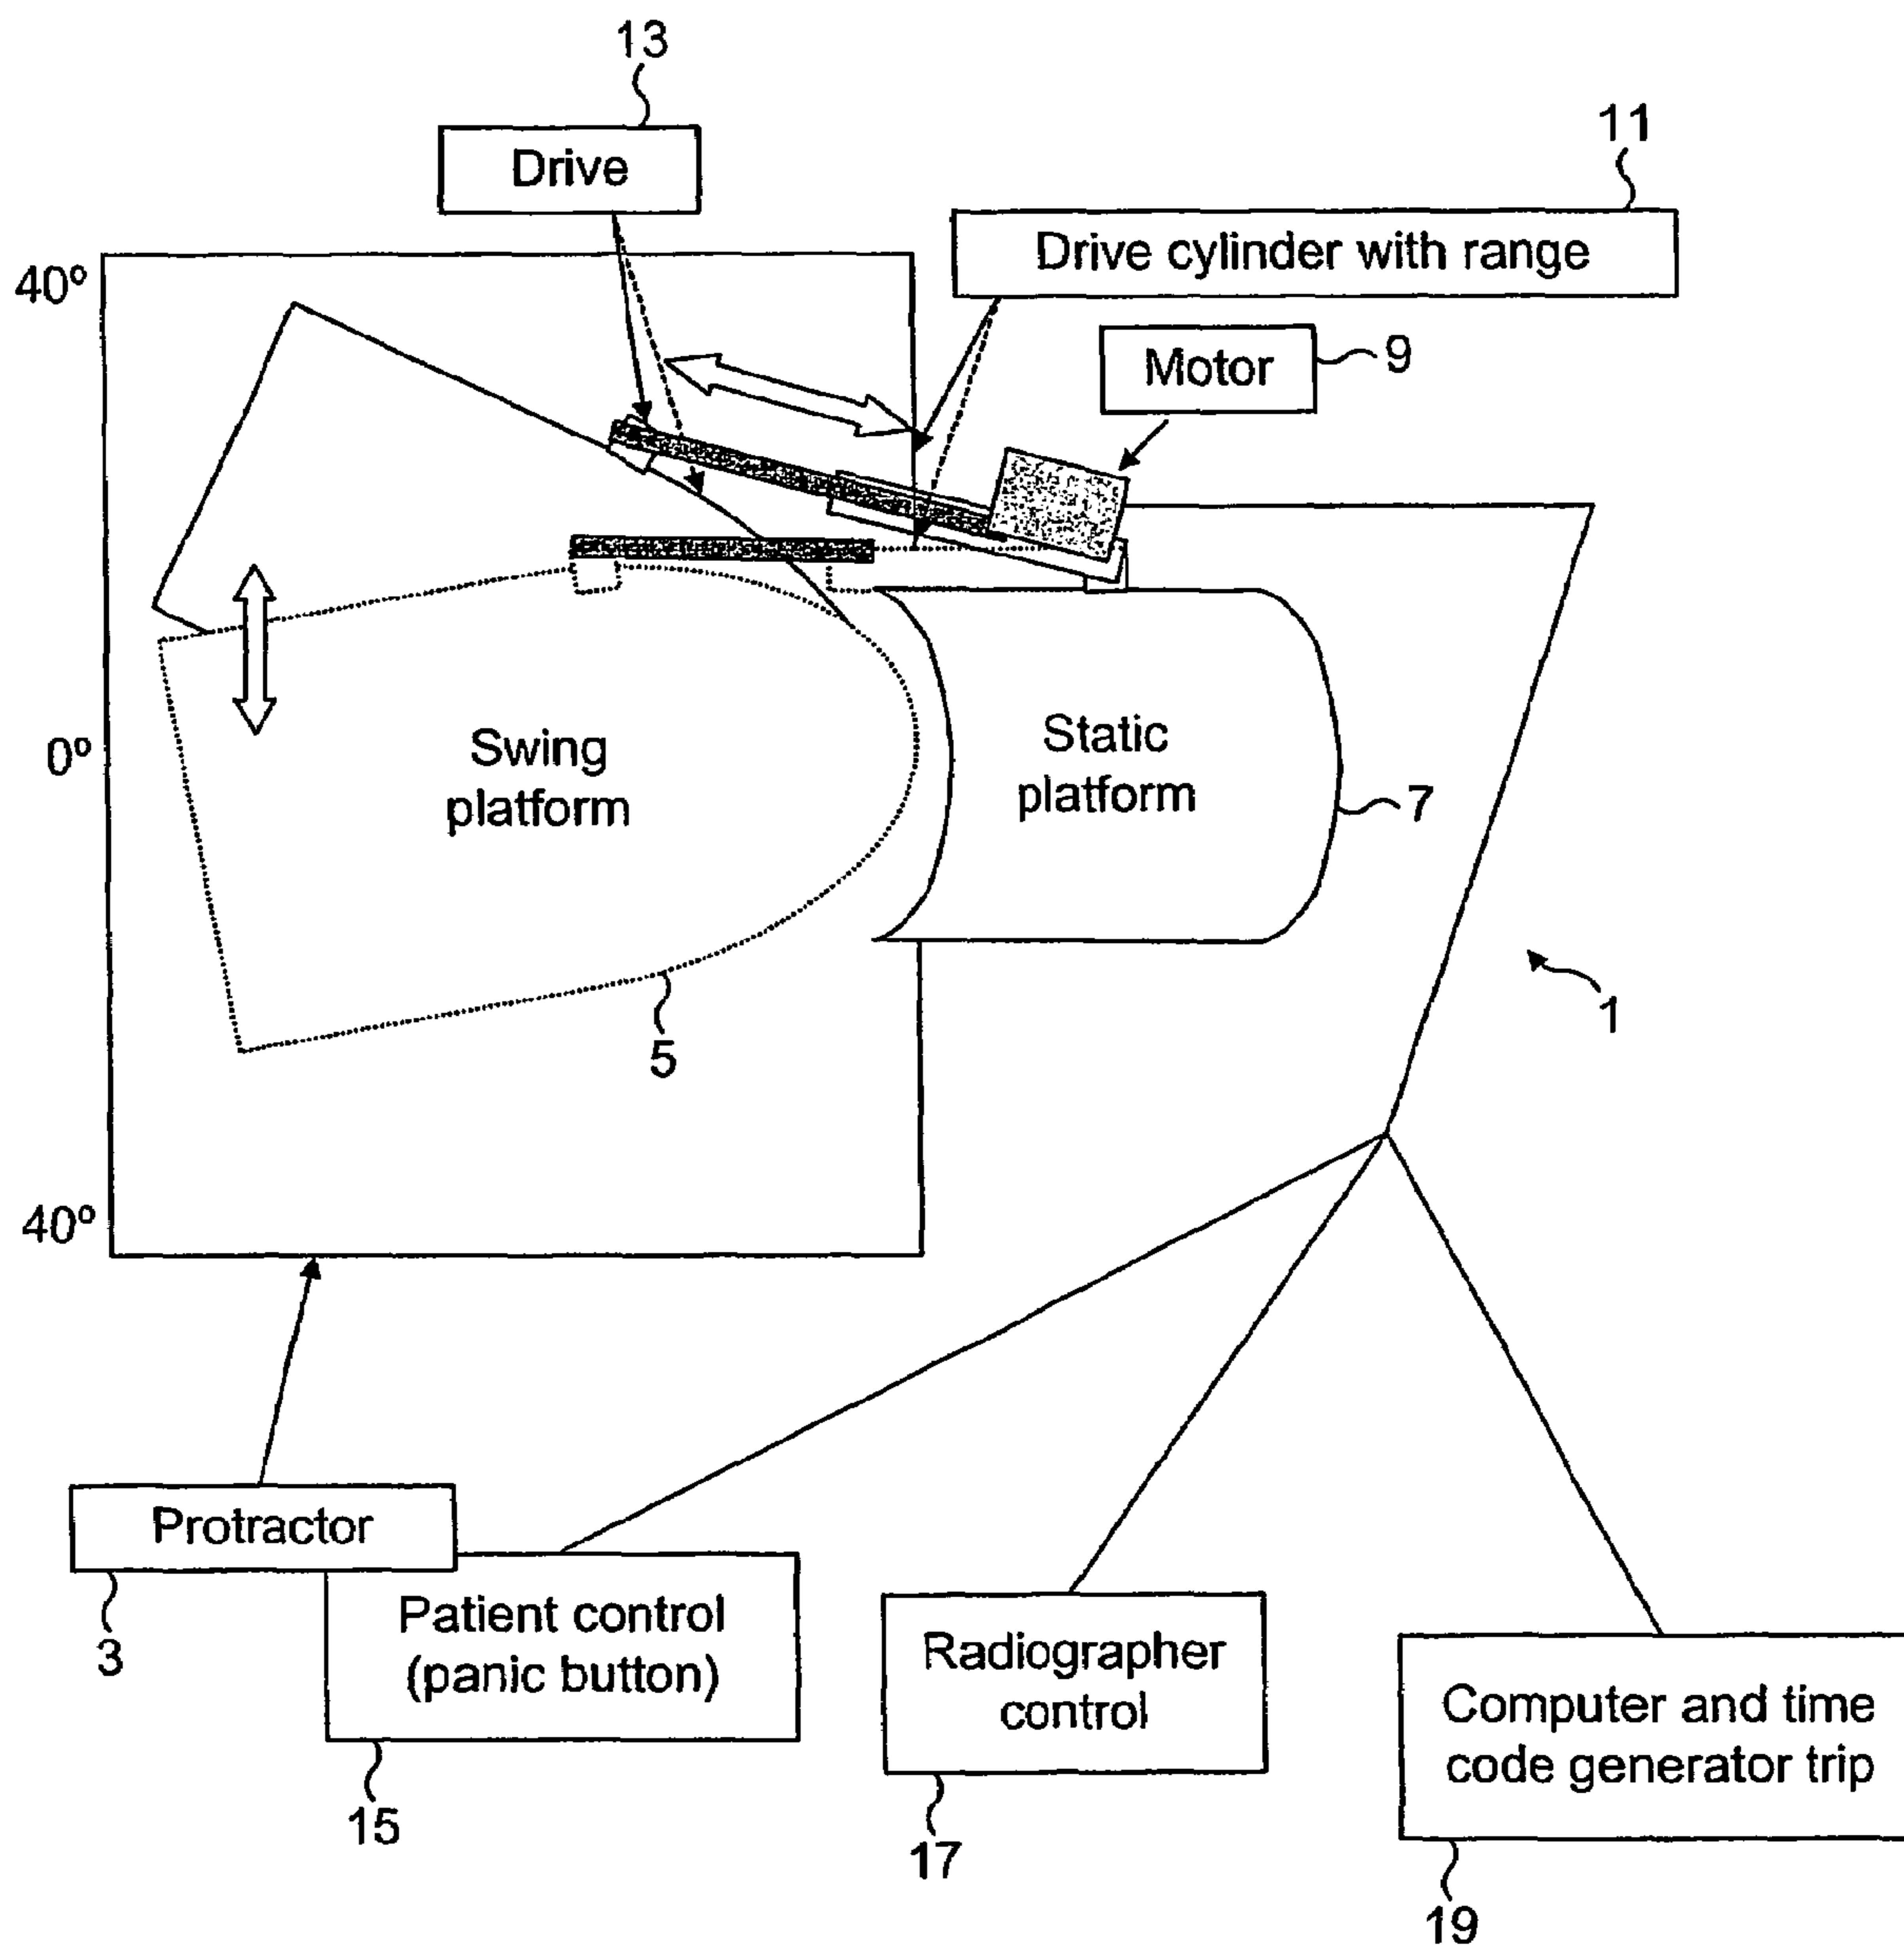 13
Drive
11
Drive cylinder with range
40º
Motor
9
0º
Swing
platform
Static
platform
7
1
5
40º
Protractor
3
Patient control
(panic button)
15
Radiographer
control
17
Computer and time
code generator trip
19